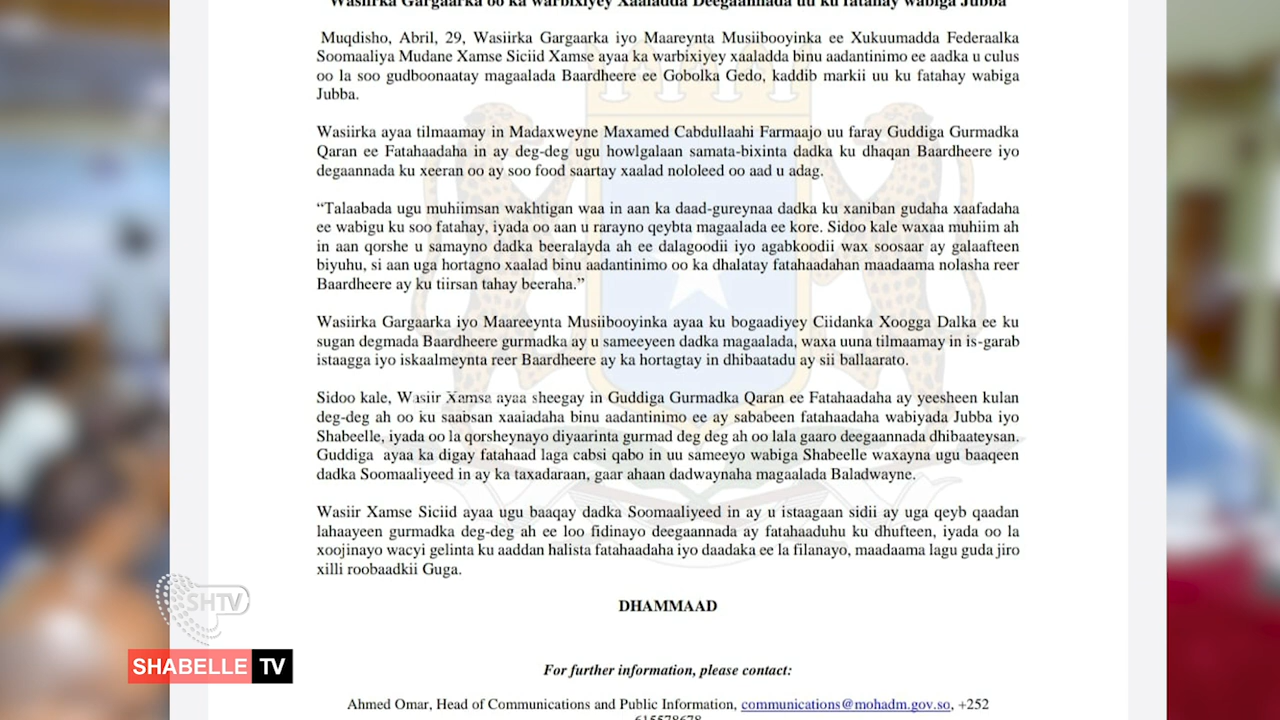 Wasiirka Gargaarka oo ka warbixiyey Xaaladda Deegaannada uu ku fatahay wabiga Jubba
Muqdisho, Abril, 29, Wasiirka Gargaarka iyo Maareynta Musiibooyinka ee Xukuumadda Federaalka
Soomaaliya Mudane Xamse Siciid Xamse ayaa ka warbixiyey xaaladda binu aadantinimo ee aadka u culus
oo la soo gudboonaatay magaalada Baardheere ee Gobolka Gedo, kaddib markii uu ku fatahay wabiga
Jubba.
Wasiirka ayaa tilmaamay in Madaxweyne Maxamed Cabdullaahi Farmaajo uu faray Guddiga Gurmadka
Qaran ee Fatahaadaha in ay deg-deg ugu howlgalaan samata-bixinta dadka ku dhaqan Baardheere iyo
degaannada ku xeeran oo ay soo food saartay xaalad nololeed oo aad u adag.
“Talaabada ugu muhiimsan wakhtigan waa in aan ka daad-gureynaa dadka ku xaniban gudaha xaafadaha
ee wabigu ku soo fatahay, iyada oo aan u rarayno qeybta magaalada ee kore. Sidoo kale waxaa muhiim ah
in aan qorshe u samayno dadka beeralayda ah ee dalagoodii iyo agabkoodii wax soosaar ay galaafteen
biyuhu, si aan uga hortagno xaalad binu aadantinimo oo ka dhalatay fatahaadahan maadaama nolasha reer
Baardheere ay ku tiirsan tahay beeraha.”
Wasiirka Gargaarka iyo Maareeynta Musiibooyinka ayaa ku bogaadiyey Ciidanka Xoogga Dalka ee ku
sugan degmada Baardheere gurmadka ay u sameeyeen dadka magaalada, waxa uuna tilmaamay in is-garab
istaagga iyo iskaalmeynta reer Baardheere ay ka hortagtay in dhibaatadu ay sii ballaarato.
Sidoo kale, Wasiir Xamsa ayaa sheegay in Guddiga Gurmadka Qaran ee Fatahaadaha ay yeesheen kulan
deg-deg ah oo ku saabsan xaaladaha binu aadantinimo ee ay sababeen fatahaadaha wabiyada Jubba iyo
Shabeelle, iyada oo la qorsheynayo diyaarinta gurmad deg deg ah oo lala gaaro deegaannada dhibaateysan.
Guddiga ayaa ka digay fatahaad laga cabsi qabo in uu sameeyo wabiga Shabeelle waxayna ugu baaqeen
dadka Soomaaliyeed in ay ka taxadaraan, gaar ahaan dadwaynaha magaalada Baladwayne.
Wasiir Xamse Siciid ayaa ugu baaqay dadka Soomaaliyeed in ay u istaagaan sidii ay uga qeyb qaadan
lahaayeen gurmadka deg-deg ah ee loo fidinayo deegaannada ay fatahaaduhu ku dhufteen, iyada oo la
xoojinayo wacyi gelinta ku aaddan halista fatahaadaha iyo daadaka ee la filanayo, maadaama lagu guda jiro
xilli roobaadkii Guga.
DHAMMAAD
For further information, please contact:
Ahmed Omar, Head of Communications and Public Information, communications@mohadm.gov.so, +252
615578678
SHTV
SHABELLE TV